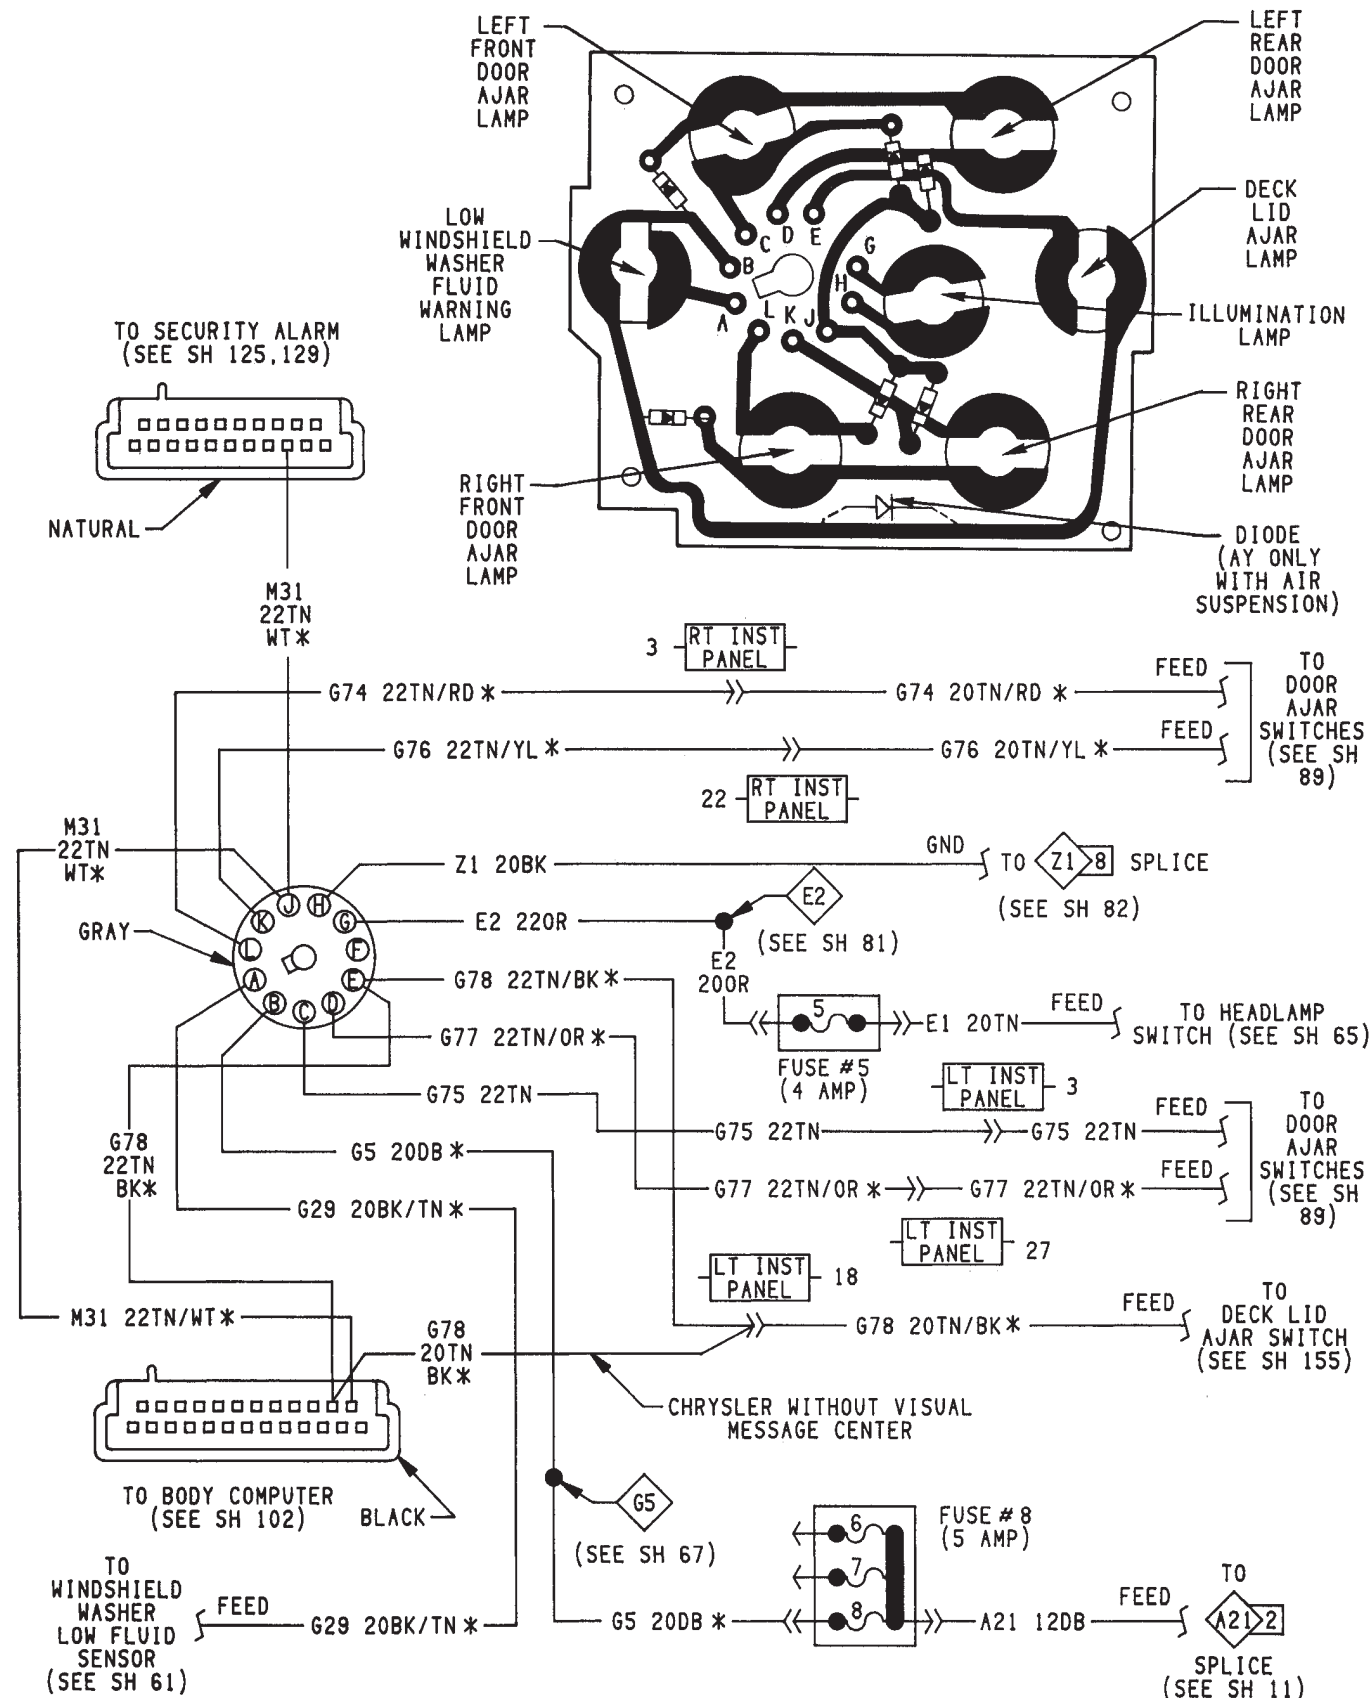 LEFT
FRONT
DOOR
AJAR
LAMP
LEFT
REAR
DOOR
AJAR
LAMP
LOW
WINDSHIELD
WASHER
FLUID
WARNING
LAMP
DECK
LID
AJAR
LAMP
ILLUMINATION
LAMP
C D E
G
B
H
A
L K J
TO SECURITY ALARM
(SEE SH 125,129)
NATURAL
RIGHT
FRONT
DOOR
AJAR
LAMP
RIGHT
REAR
DOOR
AJAR
LAMP
DIODE
(AY ONLY
WITH AIR
SUSPENSION)
M31
22TN
WT*
3
RT INST
PANEL
G74 22TN/RD *
G74 20TN/RD *
FEED
G76 22TN/YL *
G76 20TN/YL *
FEED
TO
DOOR
AJAR
SWITCHES
(SEE SH
89)
22
RT INST
PANEL
M31
22TN
WT*
Z1 20BK
GND
TO Z1 8 SPLICE
(SEE SH 82)
GRAY
J H
K G
L F
A E
B D
C
E2 22OR
E2
(SEE SH 81)
E2
20OR
G78 22TN/BK *
5
E1 20TN
FEED
TO HEADLAMP
SWITCH (SEE SH 65)
FUSE #5
(4 AMP)
G77 22TN/OR *
LT INST
PANEL
3
G75 22TN
G75 22TN
G75 22TN
FEED
G78
22TN
BK*
G5 20DB *
G77 22TN/OR *
G77 22TN/OR *
FEED
TO
DOOR
AJAR
SWITCHES
(SEE SH
89)
G29 20BK/TN *
LT INST
PANEL
27
LT INST
PANEL
18
M31 22TN/WT *
G78
20TN
BK*
G78 20TN/BK *
FEED
TO
DECK LID
AJAR SWITCH
(SEE SH 155)
CHRYSLER WITHOUT VISUAL
MESSAGE CENTER
TO BODY COMPUTER
(SEE SH 102)
BLACK
G5
(SEE SH 67)
6
7
8
FUSE #8
(5 AMP)
TO
WINDSHIELD
WASHER
LOW FLUID
SENSOR
(SEE SH 61)
FEED
G29 20BK/TN *
G5 20DB *
A21 12DB
FEED
TO
A21 2
SPLICE
(SEE SH 11)